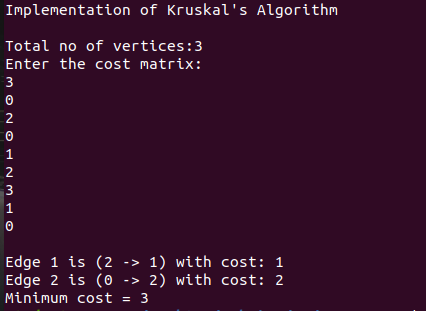 Implementation of Kruskal's Algorithm
Total no of vertices:3
Enter the cost matrix:
3
0
2
0
1
2
3
1
0
Edge 1 is (2 -> 1) with cost: 1
Edge 2 is (0 -> 2) with cost: 2
Minimum cost = 3